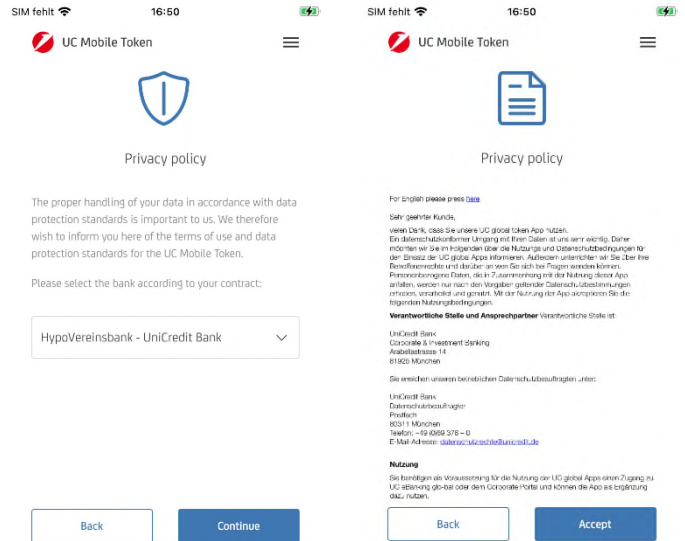 SIM fehlt 16:50
UC Mobile Token
Privacy policy
The proper handling of your data in accordance with data
protection standards is important to us. We therefore
wish to inform you here of the terms of use and data
protection standards for the UC Mobile Token.
Please select the bank according to your contract:
HypoVereinsbank - UniCredit Bank
Back Continue
SIM fehlt 16:50
UC Mobile Token
Privacy policy
For English please press here
Sehr geehrter Kunde,
vielen Dank, dass Sie unsere UC global token App nutzen.
Ein datenschutzkonformer Umgang mit Ihren Daten ist uns sehr wichtig. Daher
möchten wir Sie im Folgenden über die Nutzungs und Datenschutzbedingungen für
den Einsatz der UC global Apps informieren. Außerdem unterrichten wir Sie über Ihre
Betroffenenrechte und darüber an wen Sie sich bei Fragen wenden können.
Personenbezogene Daten, die in Zusammenhang mit der Nutzung dieser App
anfallen, werden nur nach den Vorgaben geltender Datenschutzbestimmungen
erhoben, verarbeitet und genutzt. Mit der Nutzung der App akzeptieren Sie die
folgenden Nutzungsbedingungen.
Verantwortliche Stelle und Ansprechpartner Verantwortliche Stelle ist:
UniCredit Bank
Corporate & Investment Banking
Arabellastrasse 14
81925 München
Sie erreichen unseren betrieblichen Datenschutzbeauftragten unter:
UniCredit Bank
Datenschutzbeauftragter
Postfach
80311 München
Telefon: +49 (0)89 378 – 0
E-Mail-Adresse: datenschutzrechte@unicredit.de
Nutzung
Sie benötigen als Voraussetzung für die Nutzung der UC global Apps einen Zugang zu
UC eBanking glo-bal oder dem Corporate Portal und können die App als Ergänzung
dazu nutzen.
Back Accept